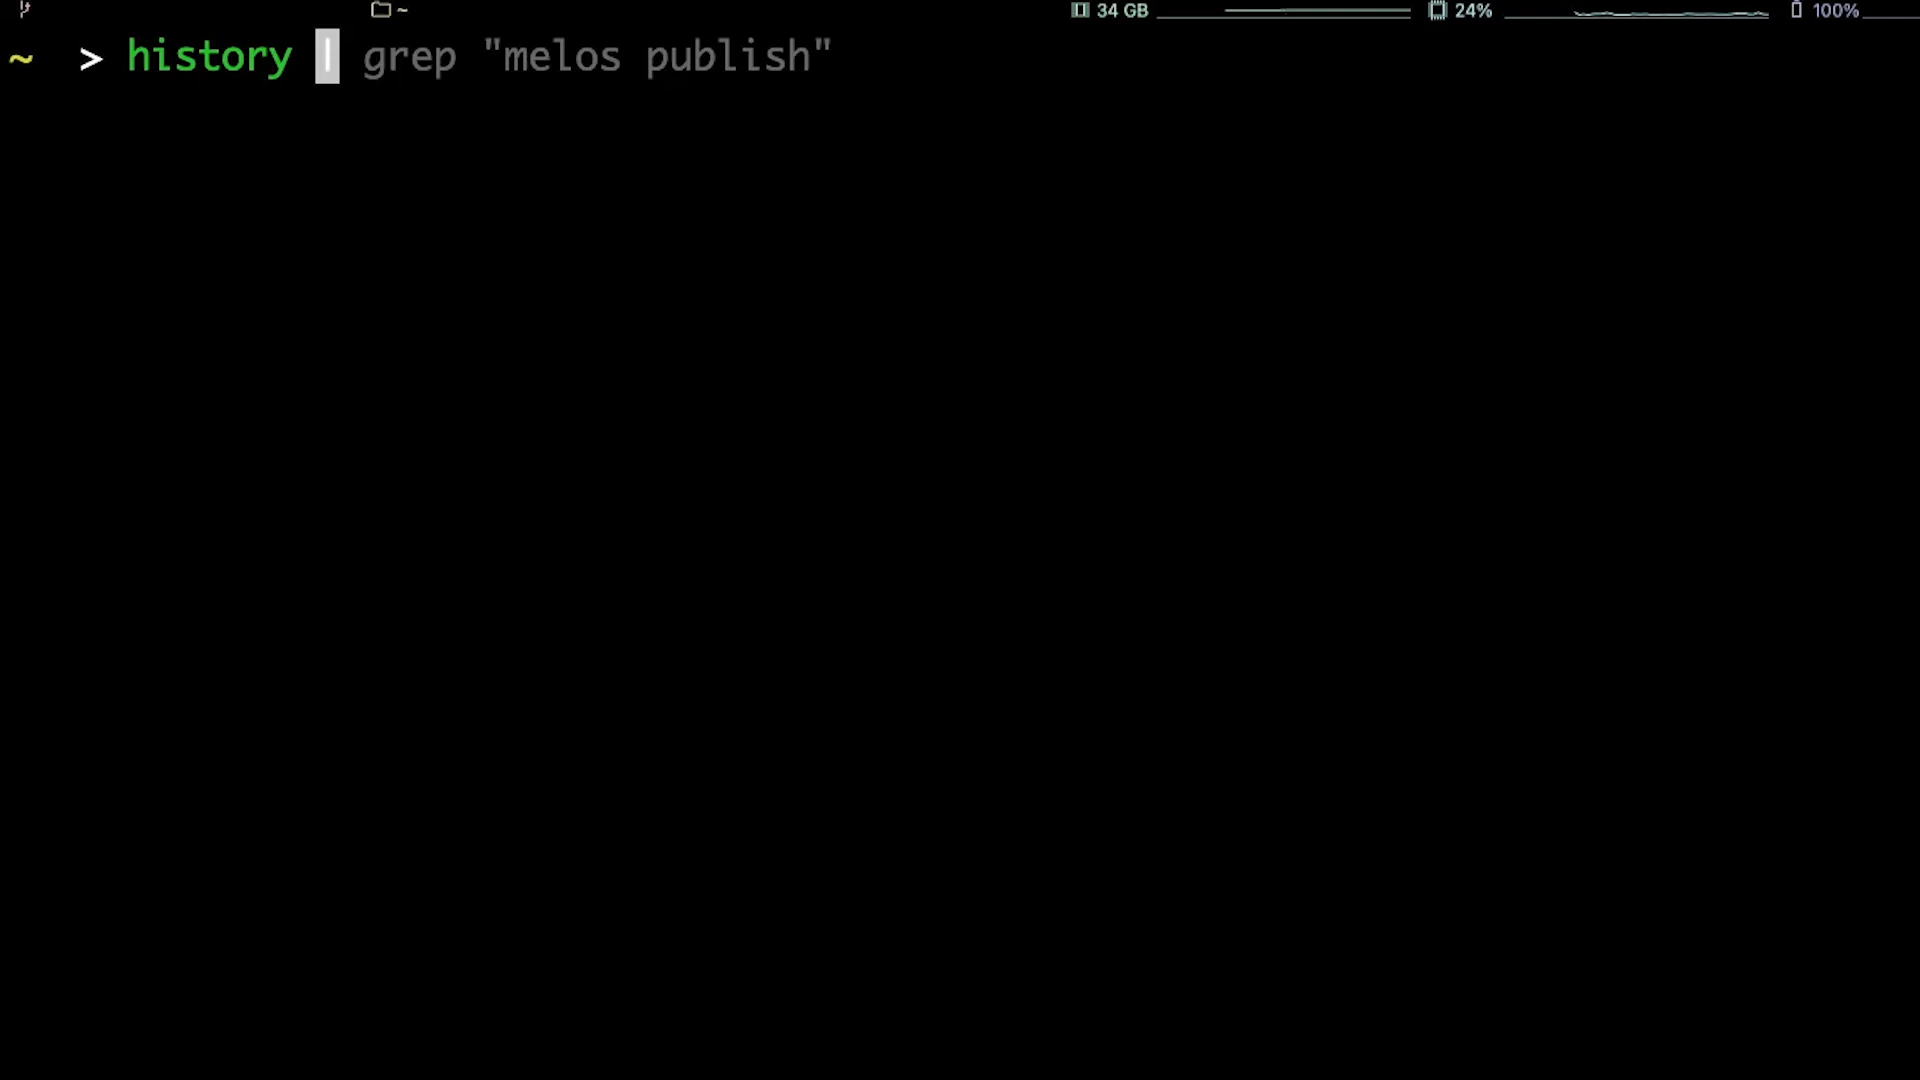 ~ 34 GB 24% 100%
~ > history | grep "melos publish"